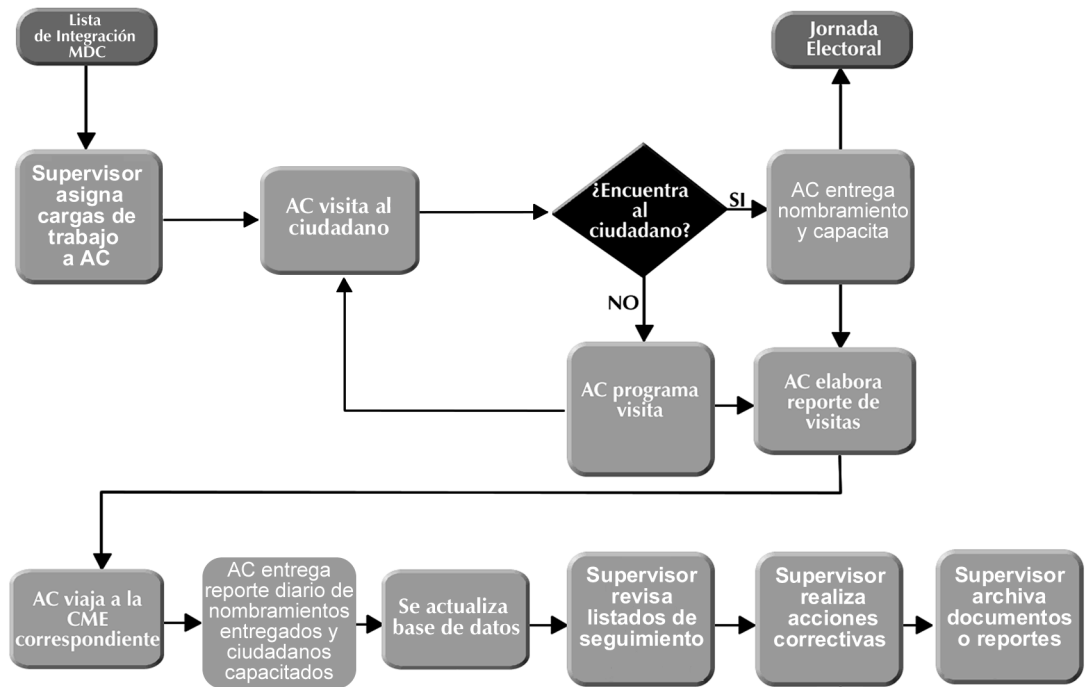 Lista
de Integración
MDC
Jornada
Electoral
Supervisor
asigna
cargas de
trabajo
a AC
AC visita al
ciudadano
¿Encuentra
al
ciudadano?
SI
AC entrega
nombramiento
y capacita
NO
AC programa
visita
AC elabora
reporte de
visitas
AC viaja a la
CME
correspondiente
AC entrega
reporte diario de
nombramientos
entregados y
ciudadanos
capacitados
Se actualiza
base de datos
Supervisor
revisa
listados de
seguimiento
Supervisor
realiza
acciones
correctivas
Supervisor
archiva
documentos
o reportes